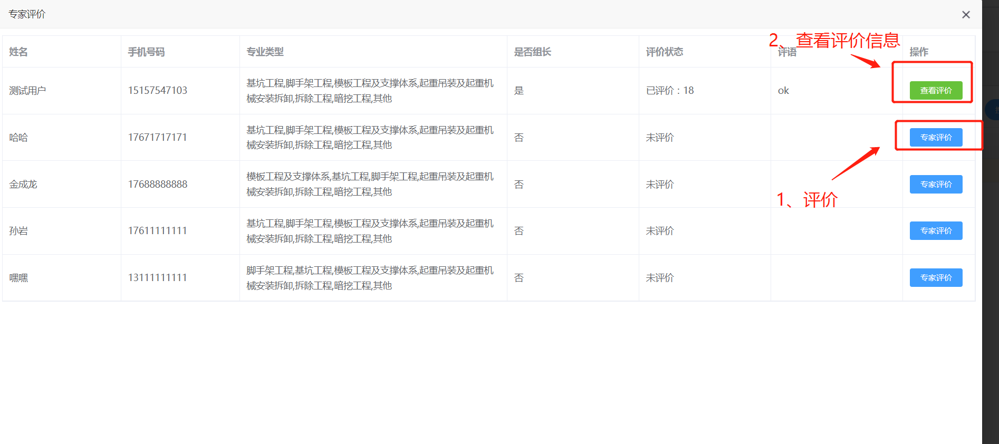 专家评价
2、查看评价信息
姓名 手机号码 专业类型 是否组长 评价状态 评语 操作
测试用户 15157547103 基坑工程,脚手架工程,模板工程及支撑体系,起重吊装及起重机 是 已评价：18 ok 查看评价
械安装拆卸,拆除工程,暗挖工程,其他
哈哈 17671717171 基坑工程,脚手架工程,模板工程及支撑体系,起重吊装及起重机 否 未评价 专家评价
械安装拆卸,拆除工程,暗挖工程,其他
金成龙 17688888888 模板工程及支撑体系,基坑工程,脚手架工程,起重吊装及起重机 否 未评价 专家评价
械安装拆卸,拆除工程,暗挖工程,其他
1、评价
孙岩 17611111111 基坑工程,脚手架工程,模板工程及支撑体系,起重吊装及起重机 否 未评价 专家评价
械安装拆卸,拆除工程,暗挖工程,其他
嘿嘿 13111111111 脚手架工程,基坑工程,模板工程及支撑体系,起重吊装及起重机 否 未评价 专家评价
械安装拆卸,拆除工程,暗挖工程,其他